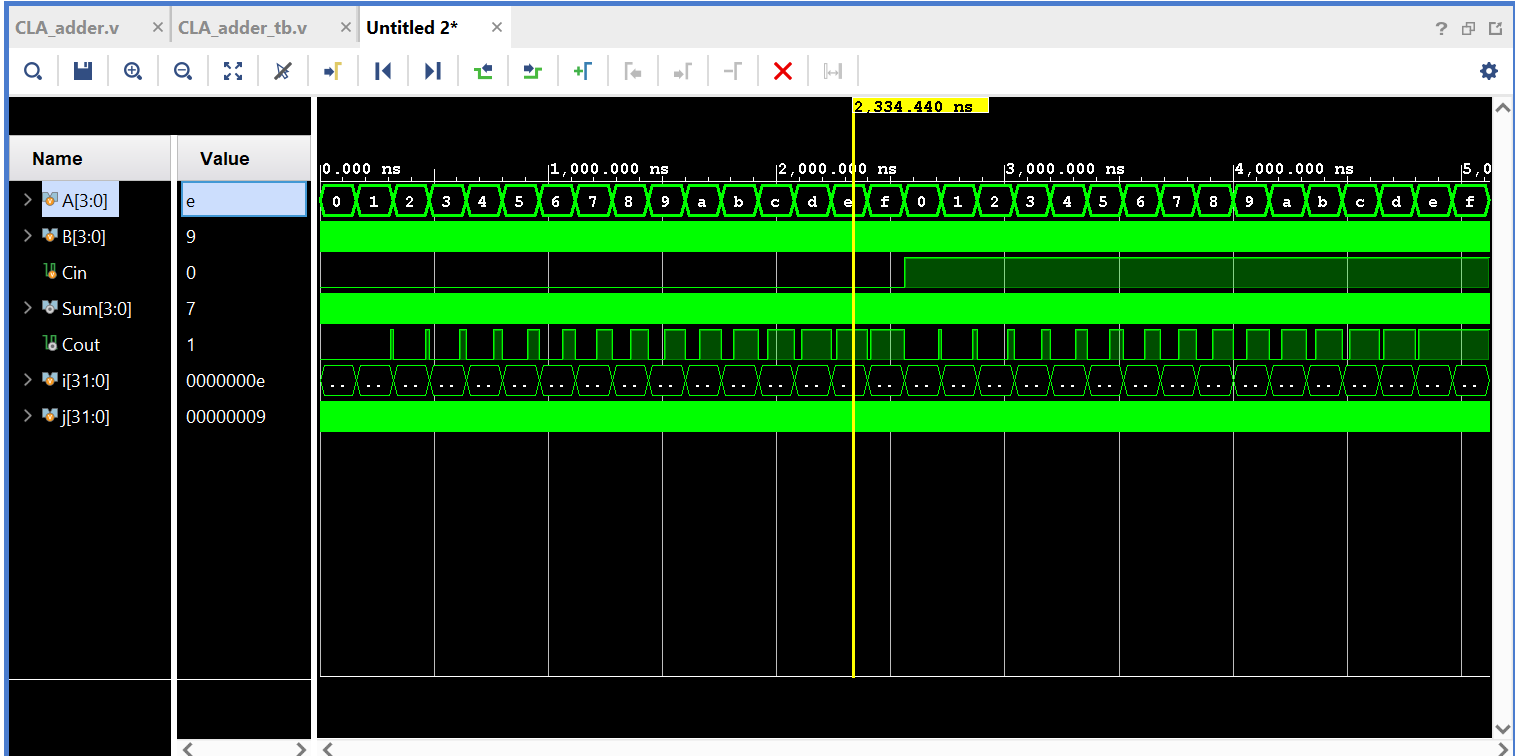 CLA_adder.v × CLA_adder_tb.v × Untitled 2* × ?
2,334.440 ns
Name Value 0.000 ns 1,000.000 ns 2,000.000 ns 3,000.000 ns 4,000.000 ns 5,0
A[3:0] e 0 1 2 3 4 5 6 7 8 9 a b c d e f 0 1 2 3 4 5 6 7 8 9 a b c d e f
B[3:0] 9
Cin 0
Sum[3:0] 7
Cout 1
i[31:0] 0000000e .. .. .. .. .. .. .. .. .. .. .. .. .. .. .. .. .. .. .. .. .. .. .. .. .. .. .. .. .. .. .. ..
j[31:0] 00000009